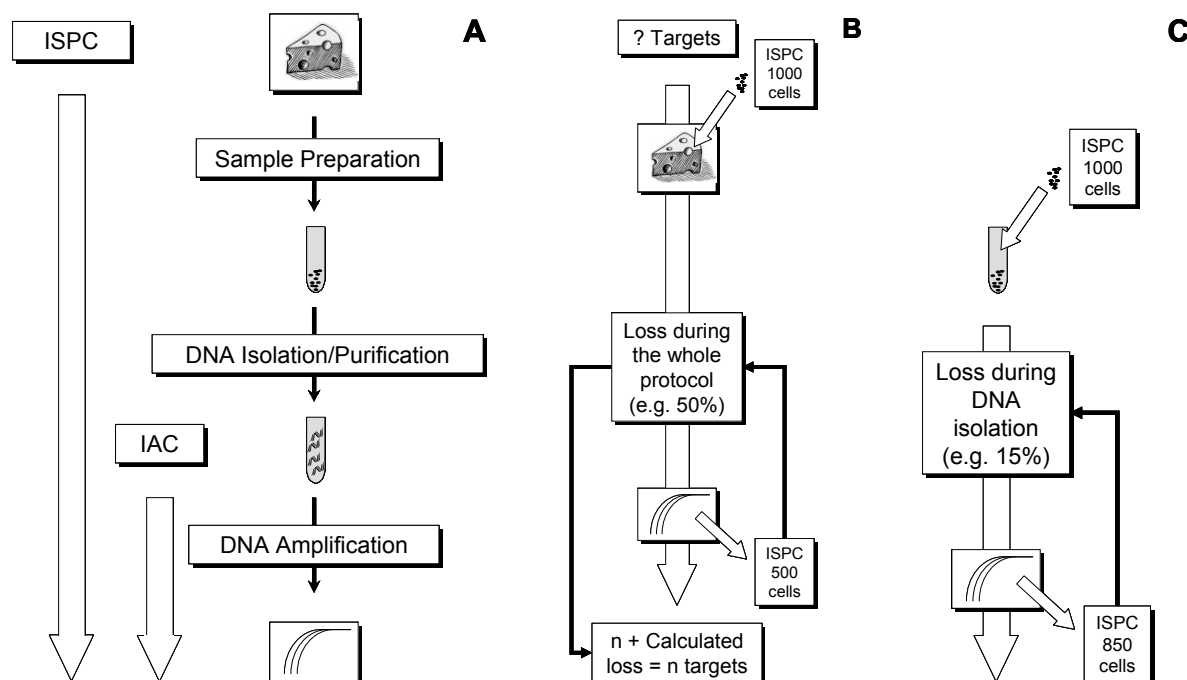 ISPC
A
Sample Preparation
DNA Isolation/Purification
IAC
DNA Amplification
B
? Targets
ISPC
1000
cells
Loss during
the whole
protocol
(e.g. 50%)
ISPC
500
cells
n + Calculated
loss = n targets
C
ISPC
1000
cells
Loss during
DNA
isolation
(e.g. 15%)
ISPC
850
cells